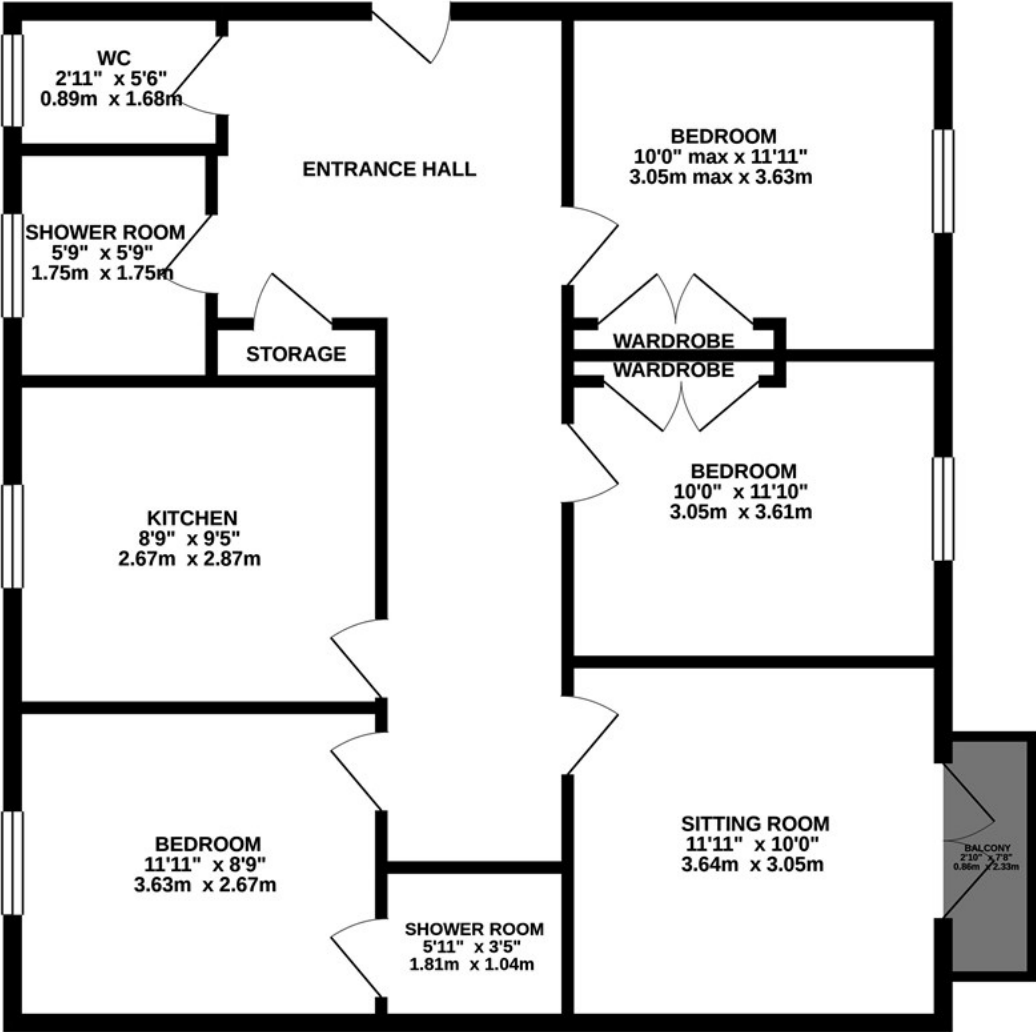 WC
2'11" x 5'6"
0.89m x 1.68m
ENTRANCE HALL
BEDROOM
10'0" max x 11'11"
3.05m max x 3.63m
SHOWER ROOM
5'9" x 5'9"
1.75m x 1.75m
STORAGE
WARDROBE
WARDROBE
BEDROOM
10'0" x 11'10"
3.05m x 3.61m
KITCHEN
8'9" x 9'5"
2.67m x 2.87m
SITTING ROOM
11'11" x 10'0"
3.64m x 3.05m
BALCONY
2'10" x 7'8"
0.86m x 2.33m
BEDROOM
11'11" x 8'9"
3.63m x 2.67m
SHOWER ROOM
5'11" x 3'5"
1.81m x 1.04m